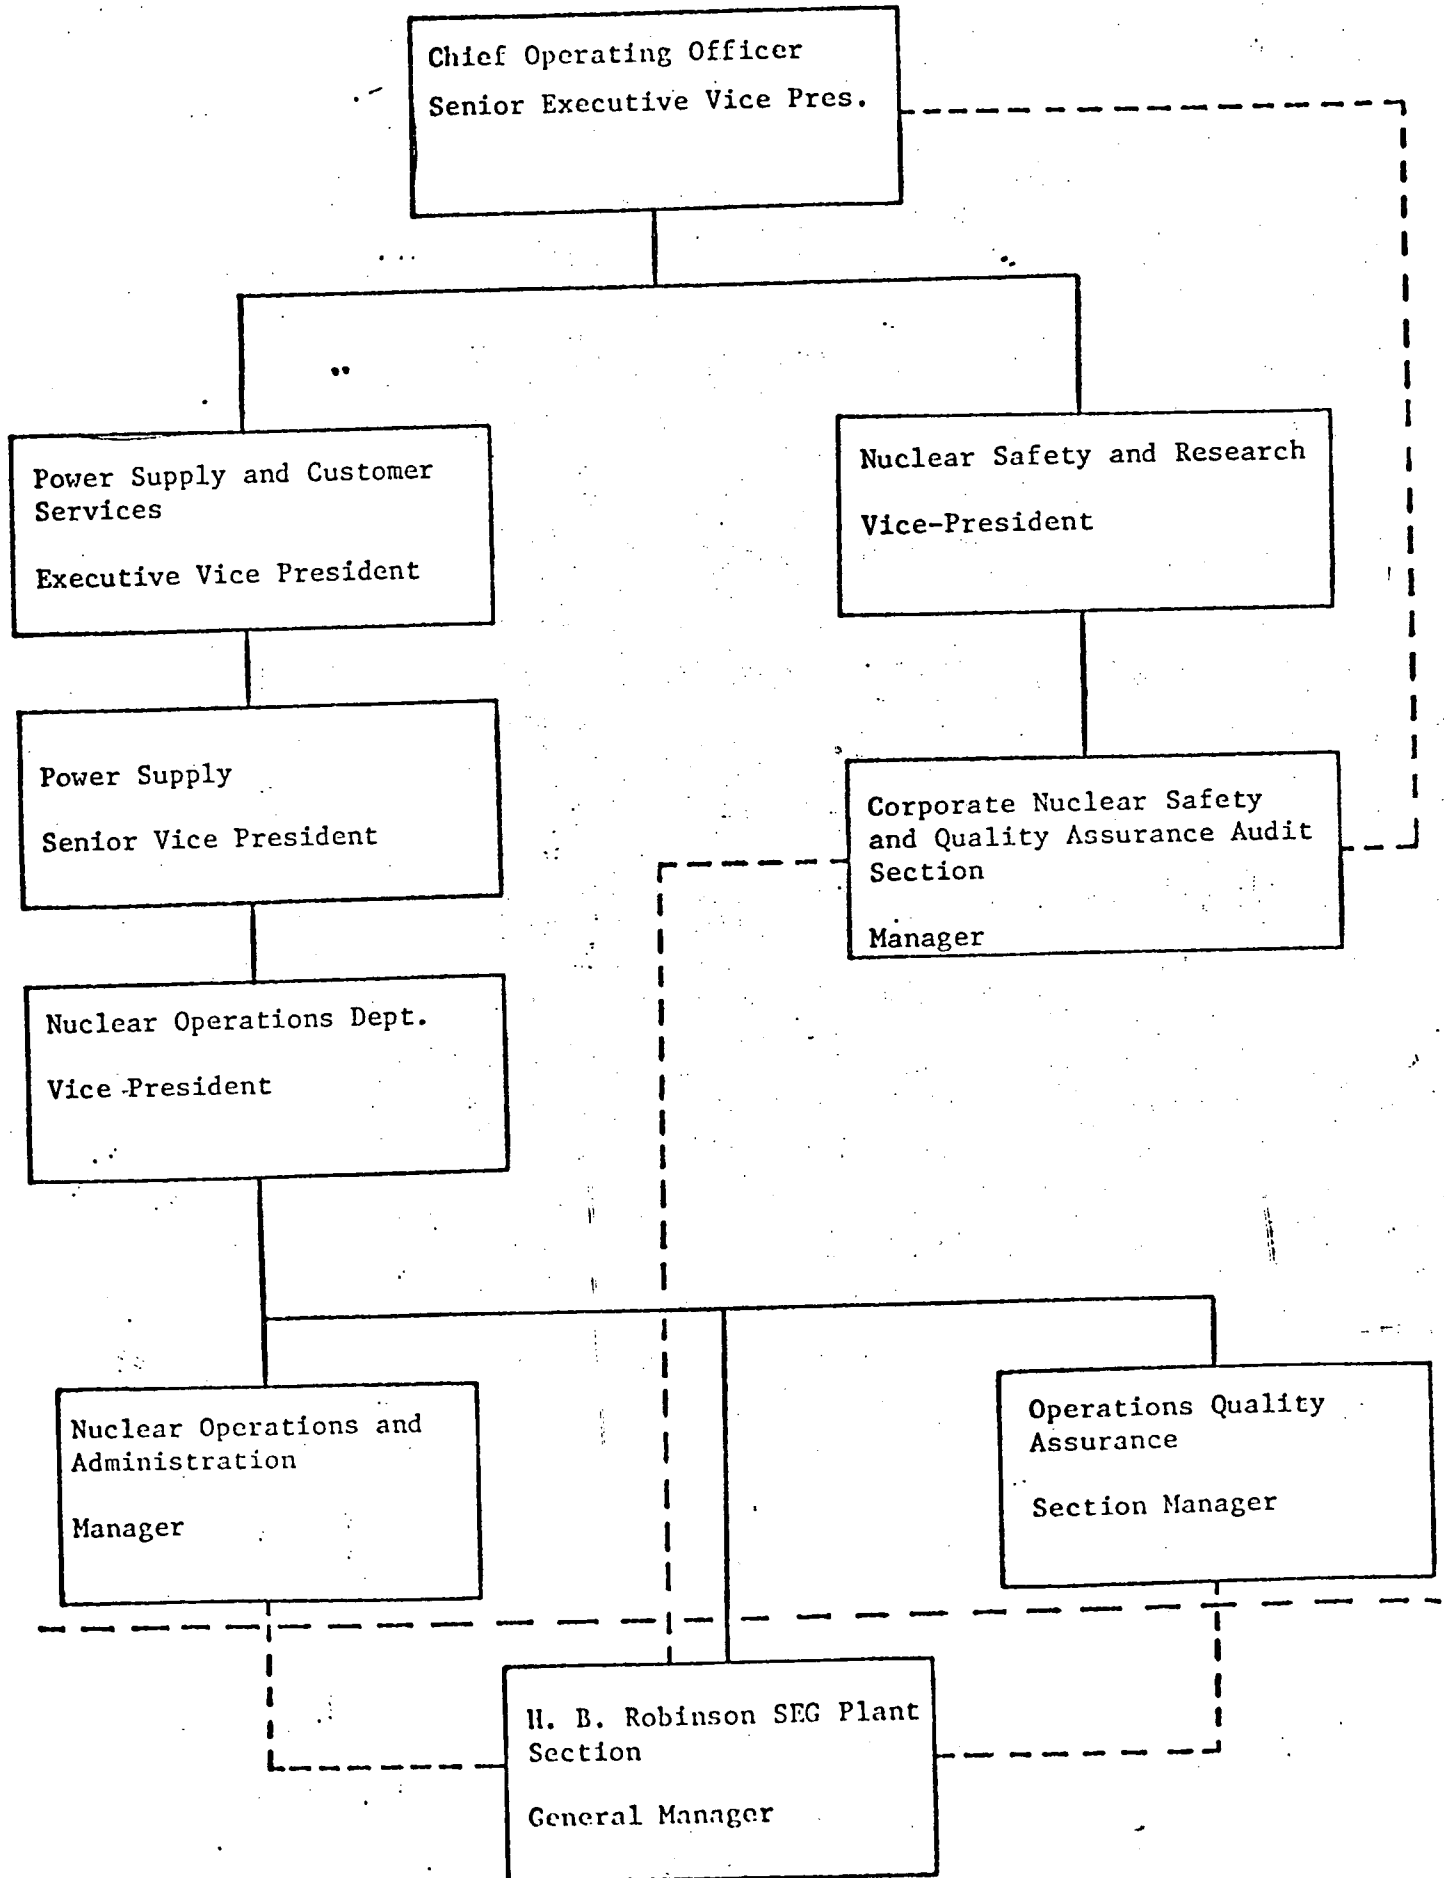 Chief Operating Officer
Senior Executive Vice Pres.
Power Supply and Customer
Services
Executive Vice President
Nuclear Safety and Research
Vice-President
Power Supply
Senior Vice President
Corporate Nuclear Safety
and Quality Assurance Audit
Section
Manager
Nuclear Operations Dept.
Vice President
Nuclear Operations and
Administration
Manager
Operations Quality
Assurance
Section Manager
H. B. Robinson SEG Plant
Section
General Manager